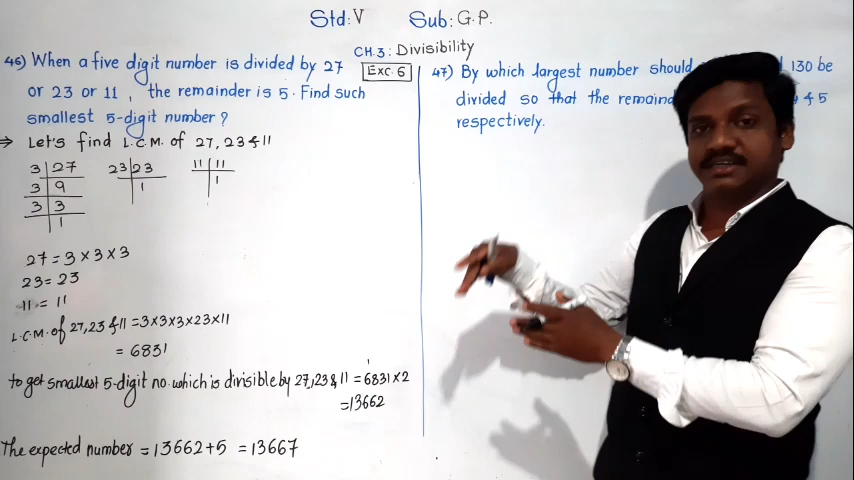 Std: V Sub: G.P.
CH.3: Divisibility
Exc. 6
46) When a five digit number is divided by 27
or 23 or 11, the remainder is 5. Find such
smallest 5-digit number?
⇒ Let's find L.C.M. of 27, 23 & 11
3 | 27
3 | 9
3 | 3
| 1
23 | 23
| 1
11 | 11
| 1
27 = 3 × 3 × 3
23 = 23
11 = 11
L.C.M. of 27, 23 & 11 = 3×3×3×23×11
= 6831
to get smallest 5-digit no. which is divisible by 27, 23 & 11 = 6831 × 2
= 13662
The expected number = 13662 + 5 = 13667
47) By which largest number should 130 be
divided so that the & 5
respectively.